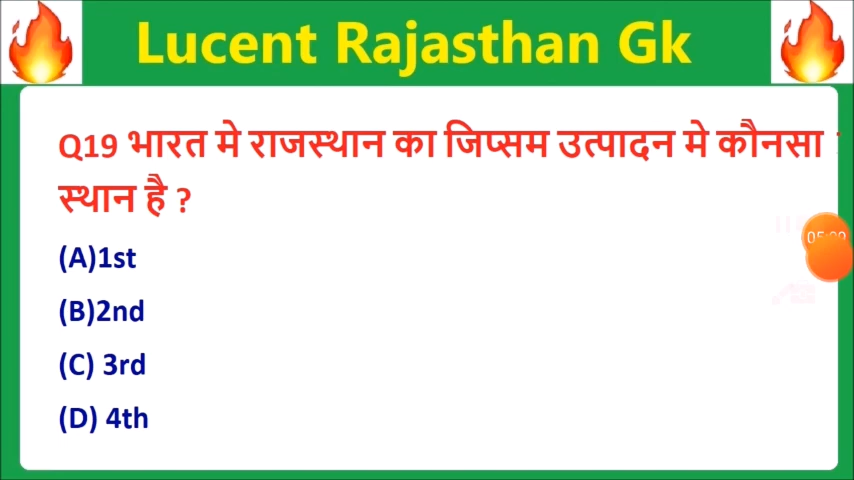 Lucent Rajasthan Gk
Q19 भारत मे राजस्थान का जिप्सम उत्पादन मे कौनसा
स्थान है ?
(A)1st
(B)2nd
(C) 3rd
(D) 4th